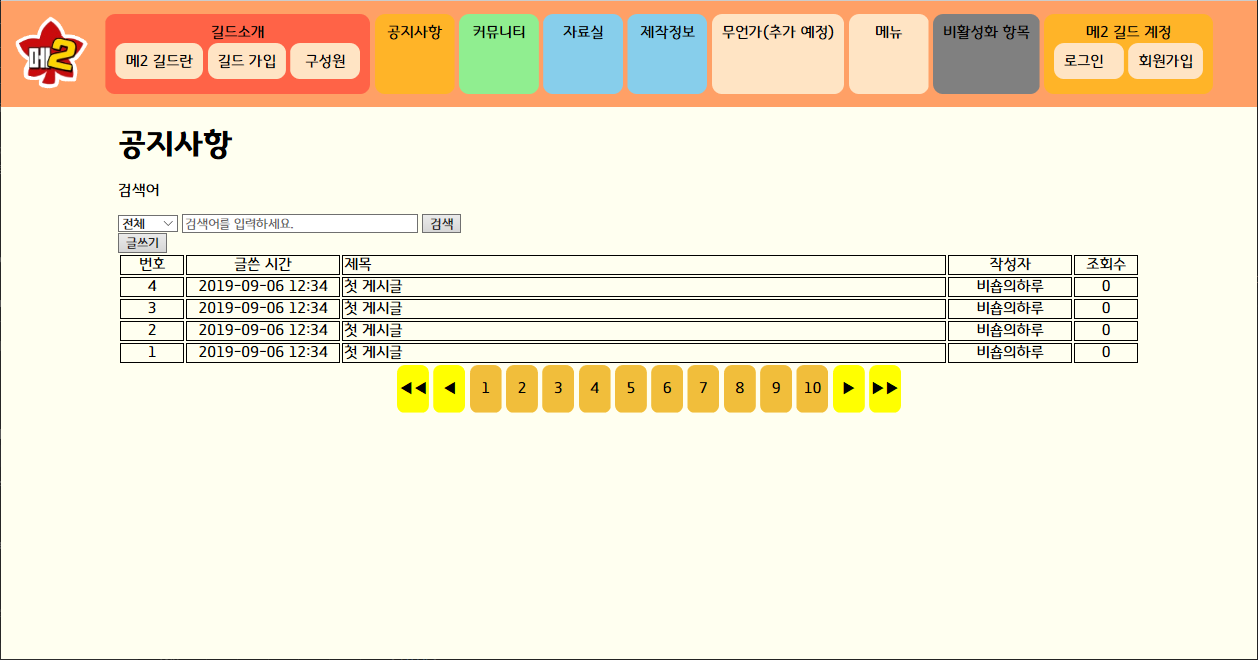 메2
길드소개
메2 길드란 길드 가입 구성원
공지사항
커뮤니티
자료실
제작정보
무언가(추가 예정)
메뉴
비활성화 항목
메2 길드 계정
로그인 회원가입
공지사항
검색어
전체 검색어를 입력하세요. 검색
글쓰기
번호 글쓴 시간 제목 작성자 조회수
4 2019-09-06 12:34 첫 게시글 비숍의하루 0
3 2019-09-06 12:34 첫 게시글 비숍의하루 0
2 2019-09-06 12:34 첫 게시글 비숍의하루 0
1 2019-09-06 12:34 첫 게시글 비숍의하루 0
◀◀ ◀ 1 2 3 4 5 6 7 8 9 10 ▶ ▶▶